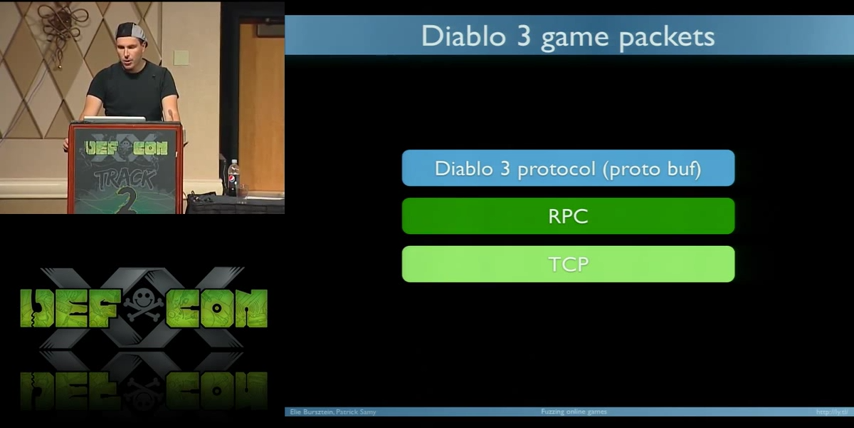 Diablo 3 game packets
Diablo 3 protocol (proto buf)
RPC
TCP
DEF CON
TRACK
2
DEF CON
XX
Elie Bursztein, Patrick Samy
Fuzzing online games